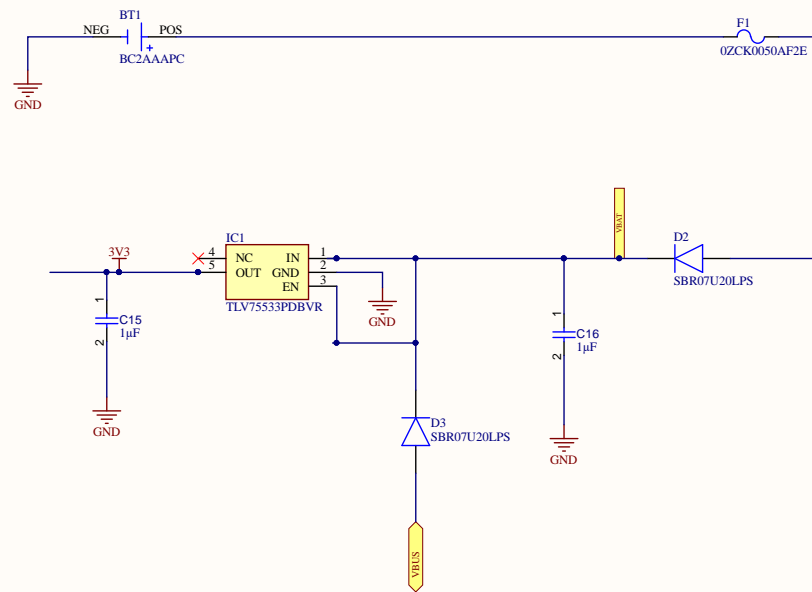 BT1
NEG
POS
+
BC2AAAPC
F1
0ZCK0050AF2E
GND
VBAT
IC1
D2
3V3
4
NC
IN
1
5
OUT
GND
2
EN
3
SBR07U20LPS
TLV75533PDBVR
1
C15
1µF
2
GND
1
C16
1µF
2
D3
SBR07U20LPS
GND
GND
VBUS